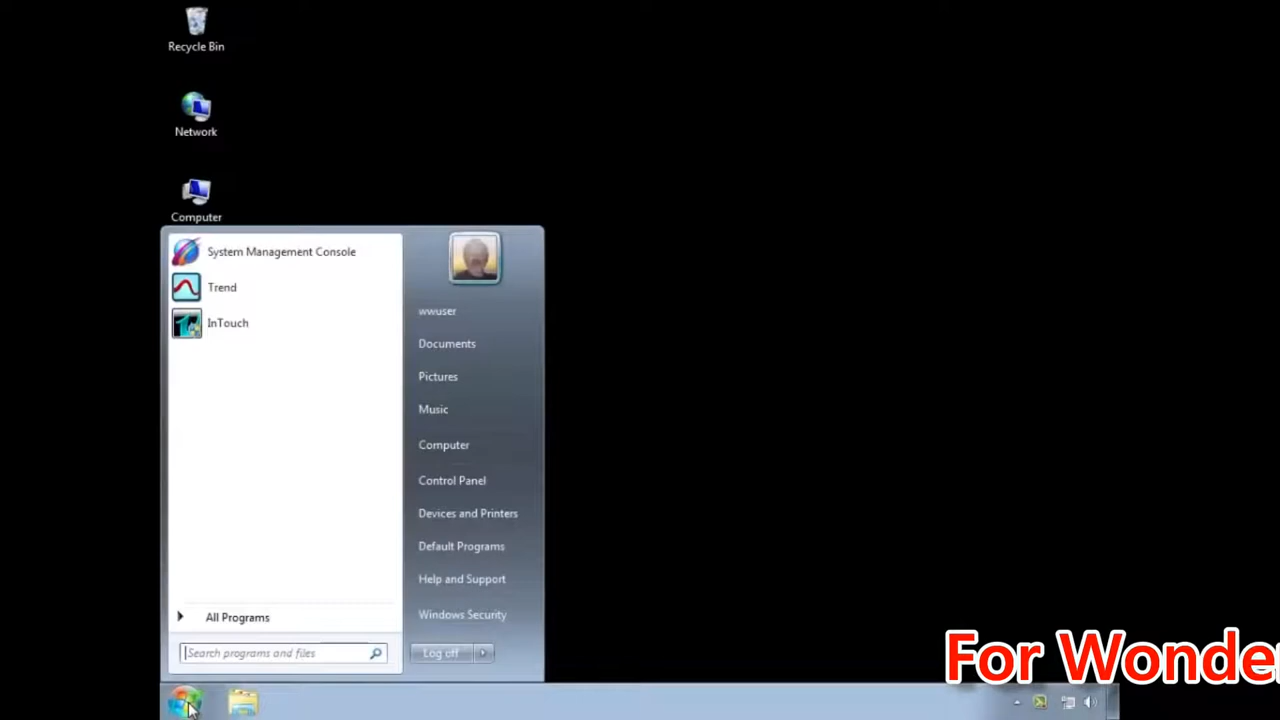 Recycle Bin
Network
Computer
System Management Console
Trend
InTouch
wwuser
Documents
Pictures
Music
Computer
Control Panel
Devices and Printers
Default Programs
Help and Support
Windows Security
All Programs
Search programs and files
Log off
For Wonde